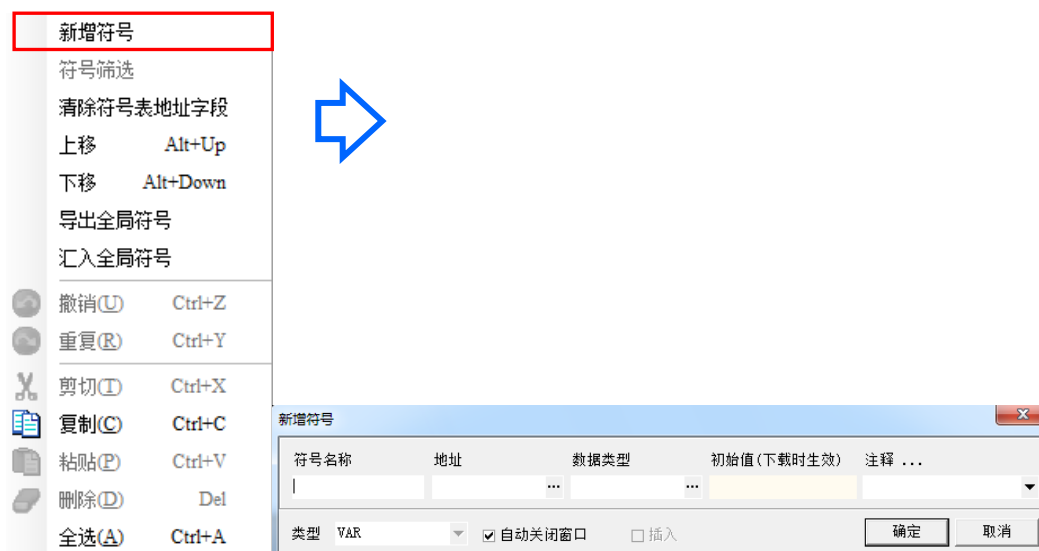 新增符号
符号筛选
清除符号表地址字段
上移 Alt+Up
下移 Alt+Down
导出全局符号
汇入全局符号
撤销(U) Ctrl+Z
重复(R) Ctrl+Y
剪切(T) Ctrl+X
复制(C) Ctrl+C
粘贴(P) Ctrl+V
删除(D) Del
全选(A) Ctrl+A
新增符号
符号名称 地址 数据类型 初始值(下载时生效) 注释 ...
... ...
类型 VAR 自动关闭窗口 插入 确定 取消